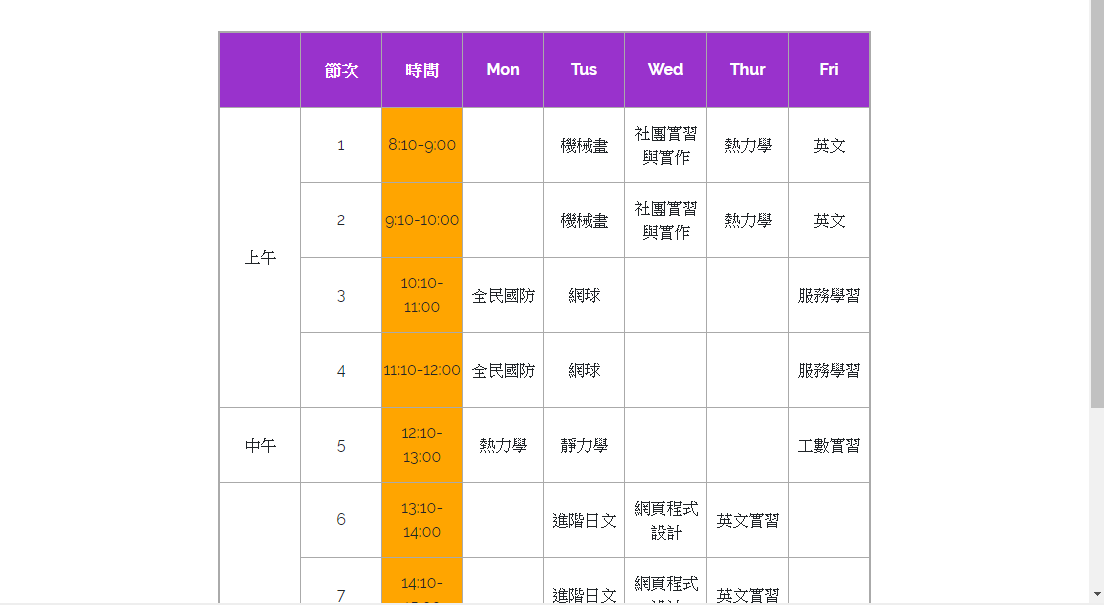 節次 時間 Mon Tus Wed Thur Fri
上午
1 8:10-9:00 機械畫 社團實習與實作 熱力學 英文
2 9:10-10:00 機械畫 社團實習與實作 熱力學 英文
3 10:10-11:00 全民國防 網球 服務學習
4 11:10-12:00 全民國防 網球 服務學習
中午 5 12:10-13:00 熱力學 靜力學 工數實習
6 13:10-14:00 進階日文 網頁程式設計 英文實習
7 14:10- 進階日文 網頁程式 英文實習